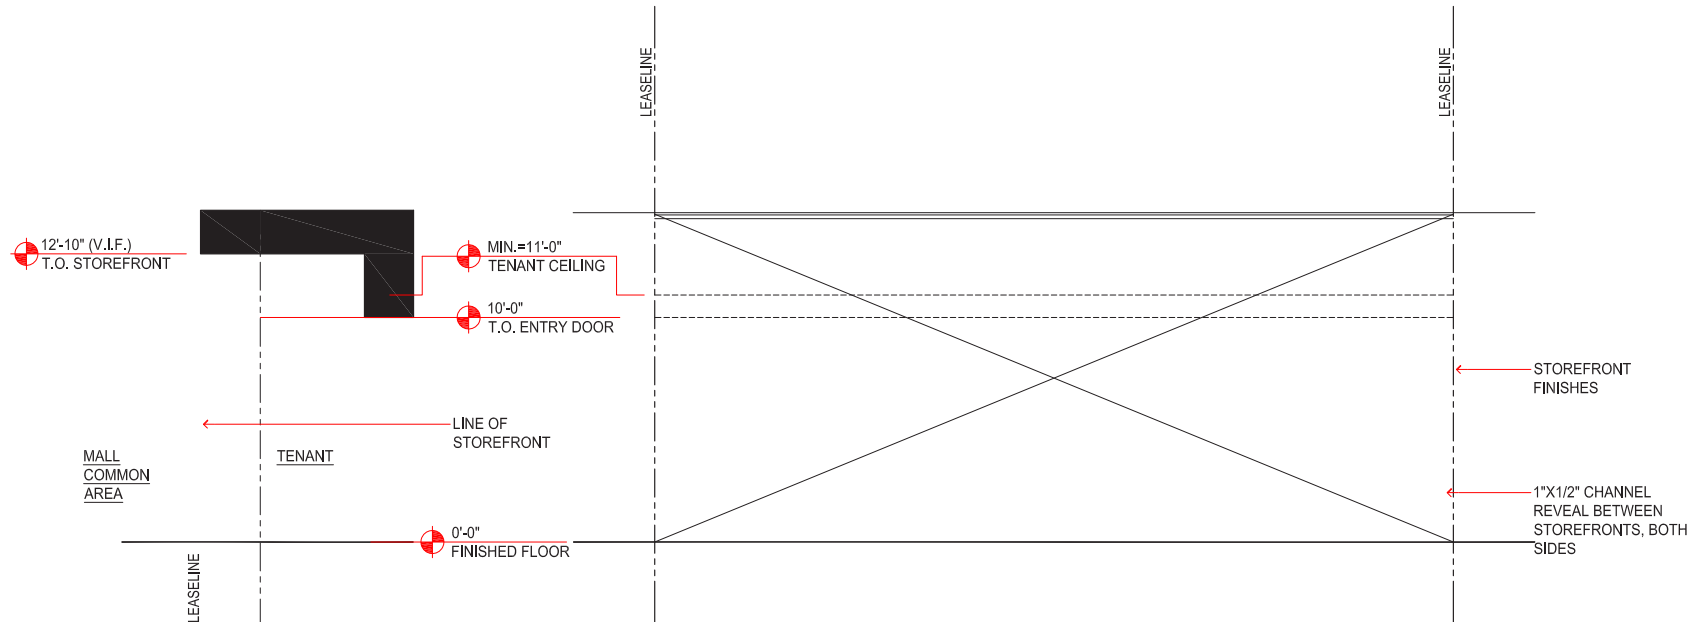 LEASELINE
LEASELINE
12'-10" (V.I.F.)
T.O. STOREFRONT
MIN.=11'-0"
TENANT CEILING
10'-0"
T.O. ENTRY DOOR
STOREFRONT
FINISHES
LINE OF
STOREFRONT
MALL
COMMON
AREA
TENANT
1"X1/2" CHANNEL
REVEAL BETWEEN
STOREFRONTS, BOTH
SIDES
0'-0"
FINISHED FLOOR
LEASELINE